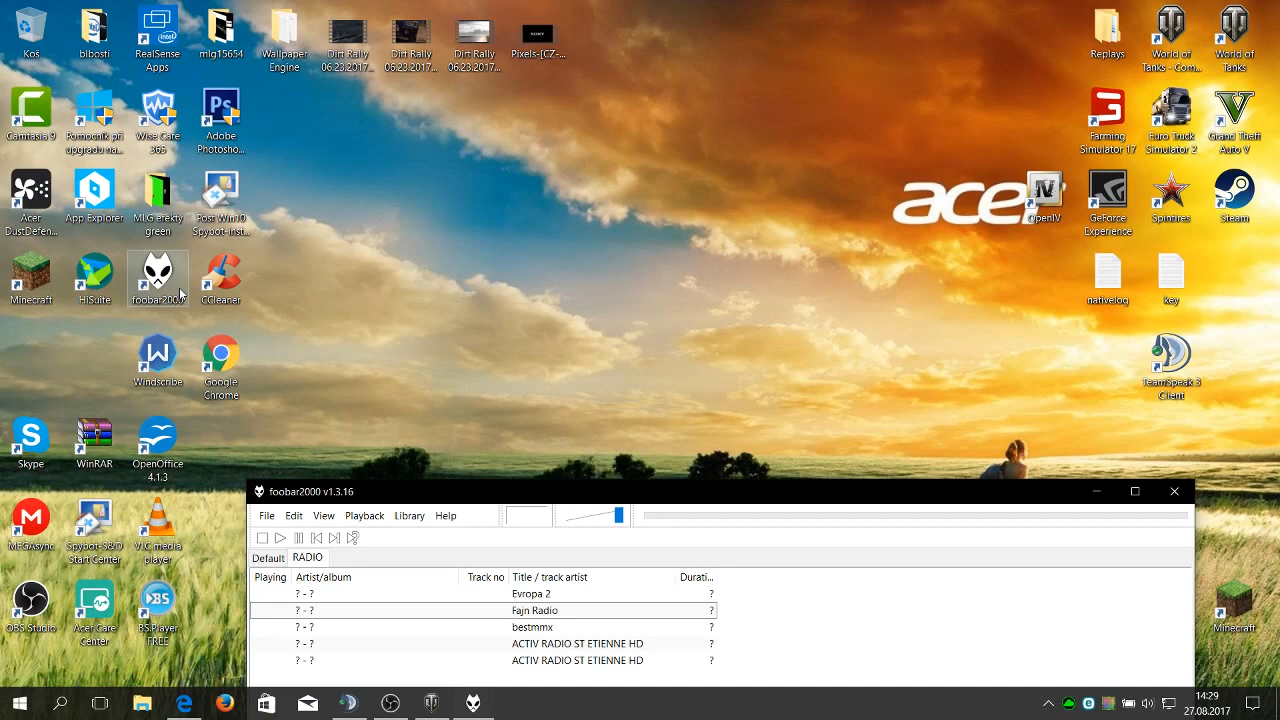 Koš
blbosti
RealSense
Apps
mlg15654
Wallpaper
Engine
Dirt Rally
06.23.2017...
Dirt Rally
06.23.2017...
Dirt Rally
06.23.2017...
SONY
Pixels-[CZ-...
Replays
World of
Tanks - Com...
World of
Tanks
Camtasia 9
Pomocník při
upgradu na...
Wise Care
365
Ps
Adobe
Photosho...
Farming
Simulator 17
Euro Truck
Simulator 2
Grand Theft
Auto V
Acer
DustDefen...
App Explorer
MLG efekty
green
Post Win10
Spybot-inst...
acer
IV
OpenIV
GeForce
Experience
Spintires
Steam
Minecraft
HiSuite
foobar2000
CCleaner
nativelog
key
Windscribe
Google
Chrome
TeamSpeak 3
Client
Skype
WinRAR
OpenOffice
4.1.3
MEGAsync
Spybot-S&D
Start Center
VLC media
player
OBS Studio
Acer Care
Center
BS
BS.Player
FREE
Minecraft
foobar2000 v1.3.16
File Edit View Playback Library Help
Default RADIO
Playing Artist/album Track no Title / track artist Durati...
? - ? Evropa 2 ?
? - ? Fajn Radio ?
? - ? bestmmx ?
? - ? ACTIV RADIO ST ETIENNE HD ?
? - ? ACTIV RADIO ST ETIENNE HD ?
14:29
27.08.2017